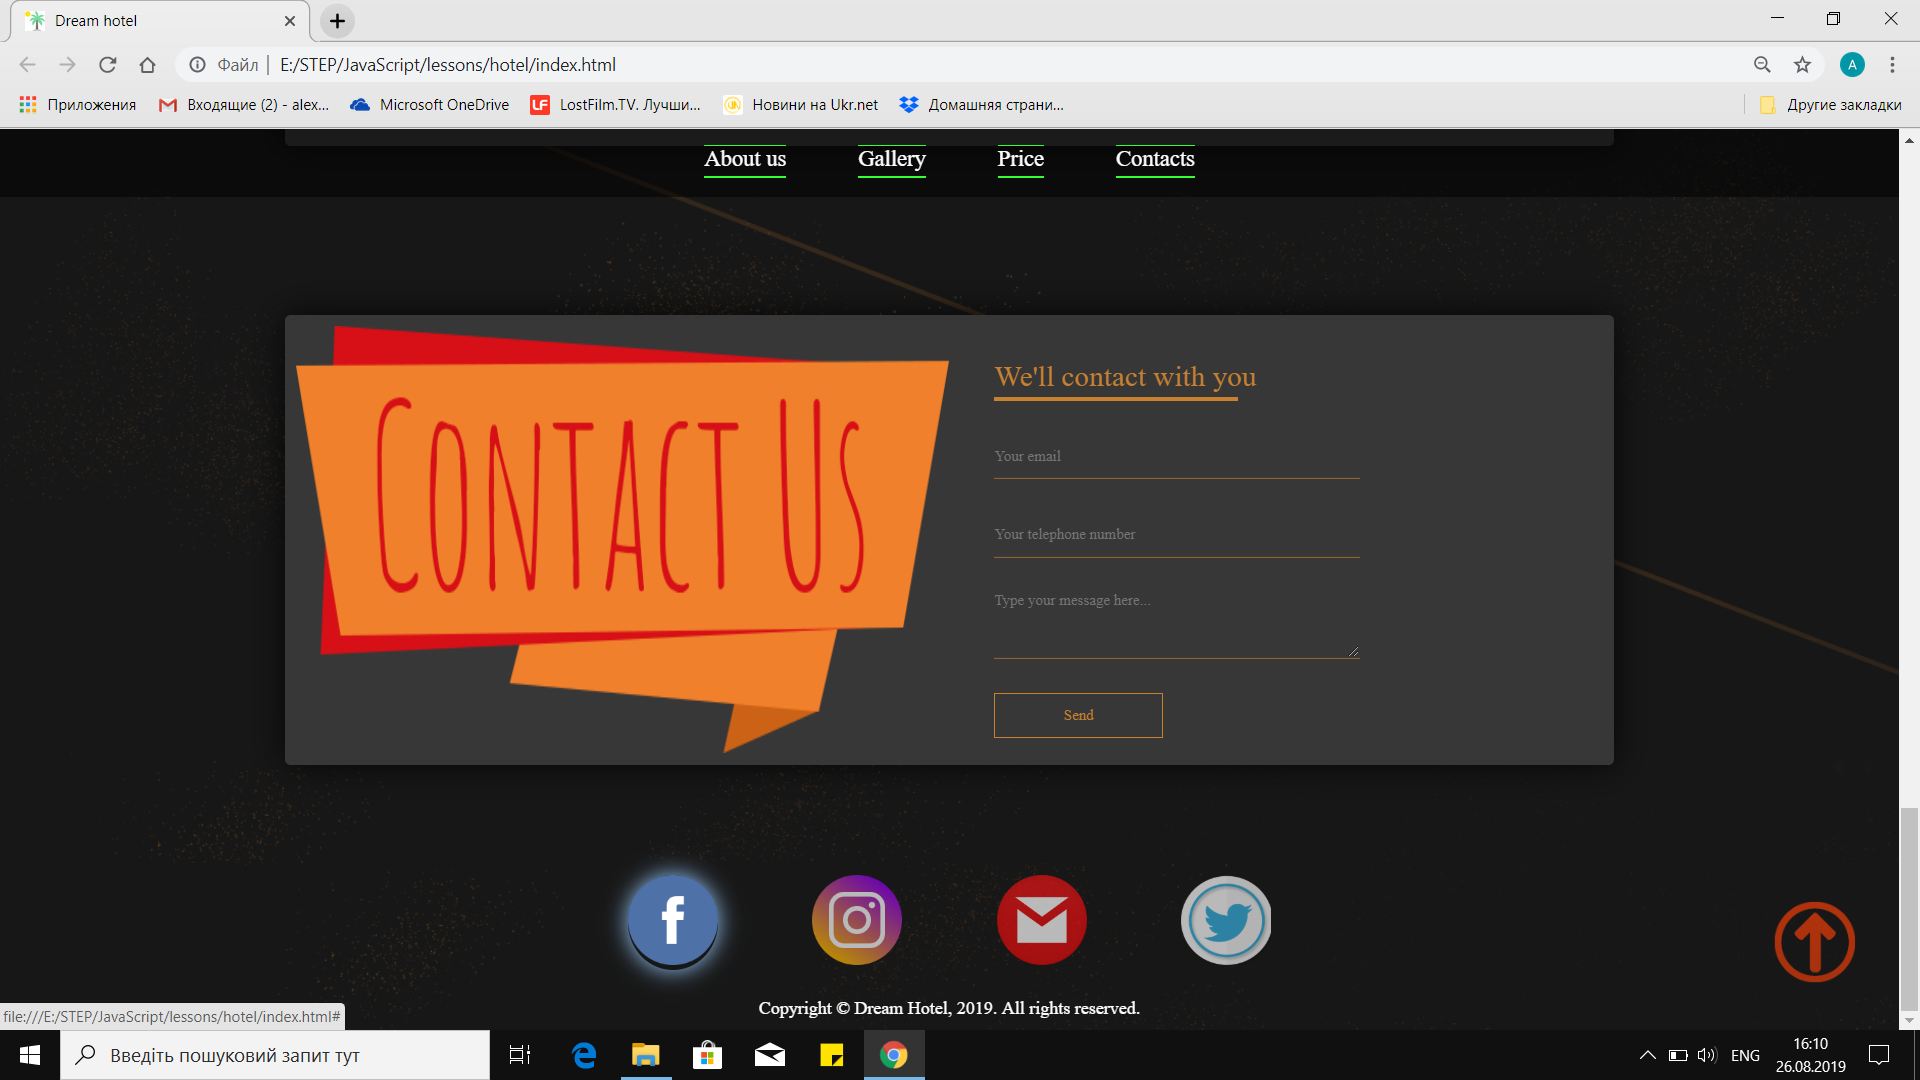 Dream hotel
Файл | E:/STEP/JavaScript/lessons/hotel/index.html
A
Приложения
Входящие (2) - alex...
Microsoft OneDrive
LF
LostFilm.TV. Лучши...
Новини на Ukr.net
Домашняя страни...
Другие закладки
About us
Gallery
Price
Contacts
CONTACT US
We'll contact with you
Your email
Your telephone number
Type your message here...
Send
f
Copyright © Dream Hotel, 2019. All rights reserved.
file:///E:/STEP/JavaScript/lessons/hotel/index.html#
Введіть пошуковий запит тут
ENG
16:10
26.08.2019